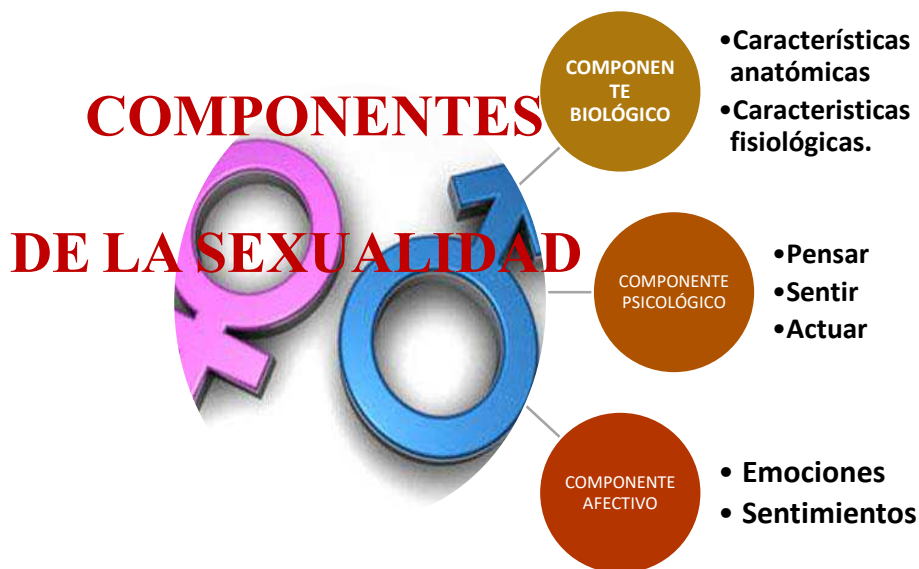 COMPONENTES
DE LA SEXUALIDAD
COMPONEN
TE
BIOLÓGICO
•Características
anatómicas
•Caracteristicas
fisiológicas.
COMPONENTE
PSICOLÓGICO
•Pensar
•Sentir
•Actuar
COMPONENTE
AFECTIVO
• Emociones
• Sentimientos